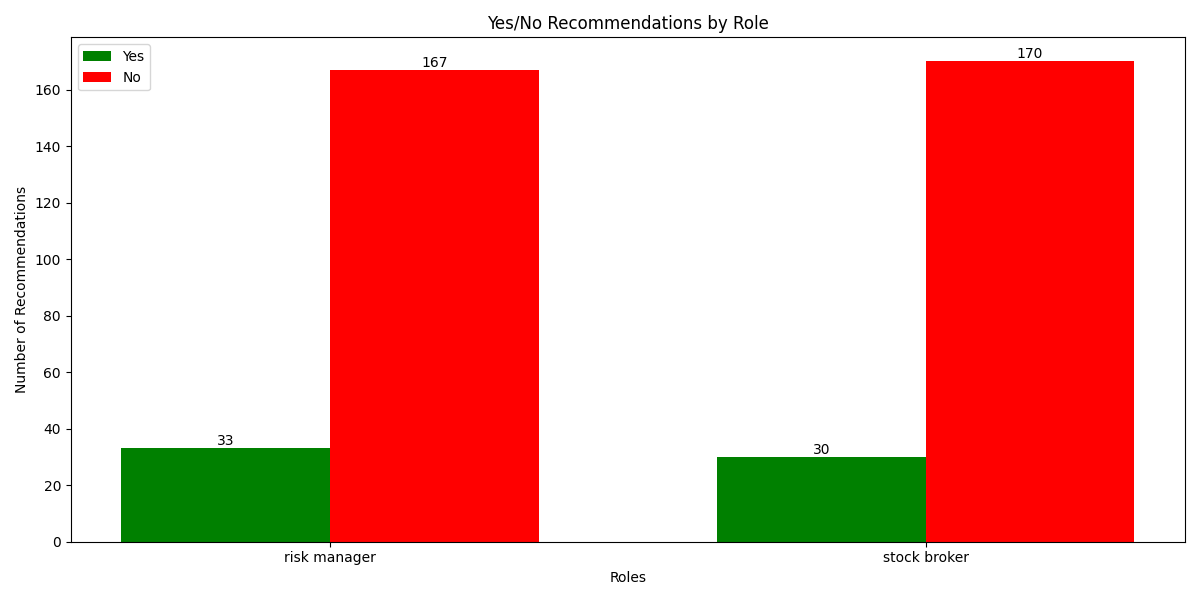 Yes/No Recommendations by Role
Yes
No
167
170
33
30
160
140
120
100
80
60
40
20
0
Number of Recommendations
risk manager
stock broker
Roles